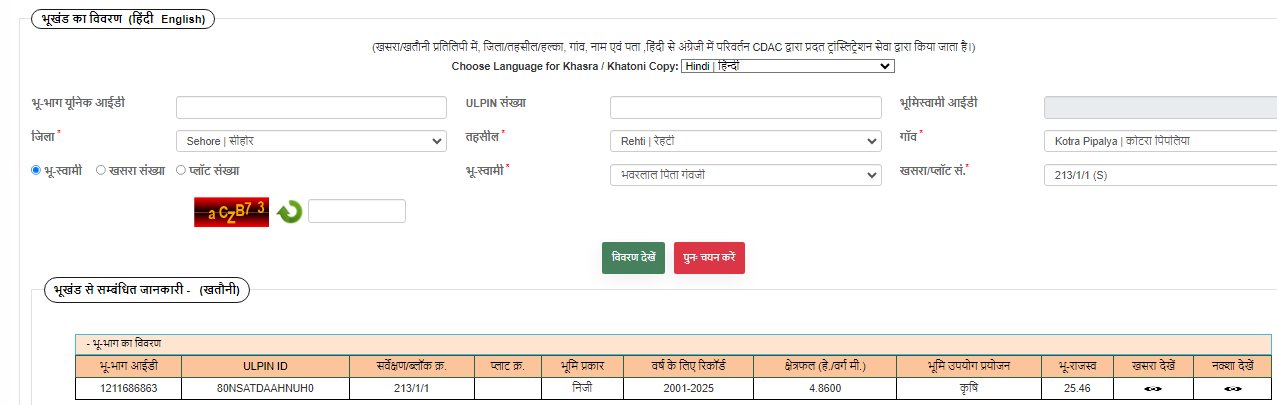 भूखंड का विवरण (हिंदी English)
(खसरा/खतौनी प्रतिलिपी में, जिला/तहसील/हल्का, गांव, नाम एवं पता ,हिंदी से अंग्रेजी में परिवर्तन CDAC द्वारा प्रदत ट्रांस्लिट्रेशन सेवा द्वारा किया जाता है।)
Choose Language for Khasra / Khatoni Copy: Hindi | हिन्दी
भू-भाग यूनिक आईडी ULPIN संख्या भूमिस्वामी आईडी
जिला * Sehore | सीहोर तहसील * Rehti | रेहटी गाँव * Kotra Pipalya | कोटरा पिपलिया
भू-स्वामी खसरा संख्या प्लॉट संख्या भू-स्वामी * भवरलाल पिता गंवजी खसरा/प्लॉट सं.* 213/1/1 (S)
aCZB73
विवरण देखें पुनः चयन करें
भूखंड से सम्बंधित जानकारी - (खतौनी)
- भू-भाग का विवरण
भू-भाग आईडी ULPIN ID सर्वेक्षण/ब्लॉक क्र. प्लाट क्र. भूमि प्रकार वर्ष के लिए रिकॉर्ड क्षेत्रफल (हे./वर्ग मी.) भूमि उपयोग प्रयोजन भू-राजस्व खसरा देखें नक्शा देखें
1211686863 80NSATDAAHNUH0 213/1/1 निजी 2001-2025 4.8600 कृषि 25.46